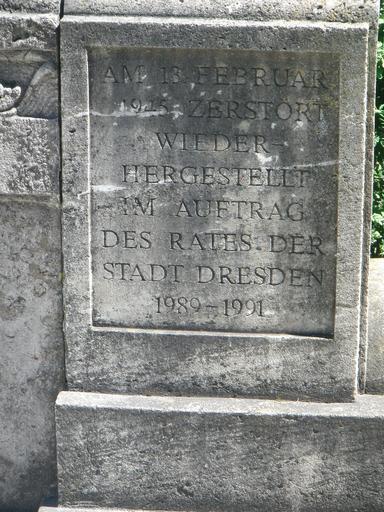 AM 13. FEBRUAR
1945 ZERSTÖRT
WIEDER-
HERGESTELLT
IM AUFTRAG
DES RATES DER
STADT DRESDEN
1989-1991